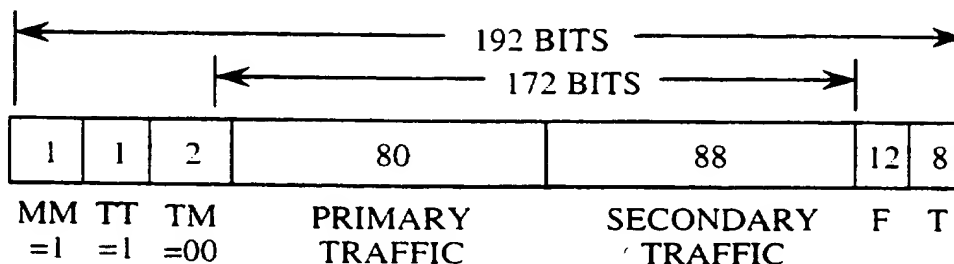 192 BITS
172 BITS
1 1 2 80 88 12 8
MM TT TM PRIMARY SECONDARY F T
=1 =1 =00 TRAFFIC TRAFFIC